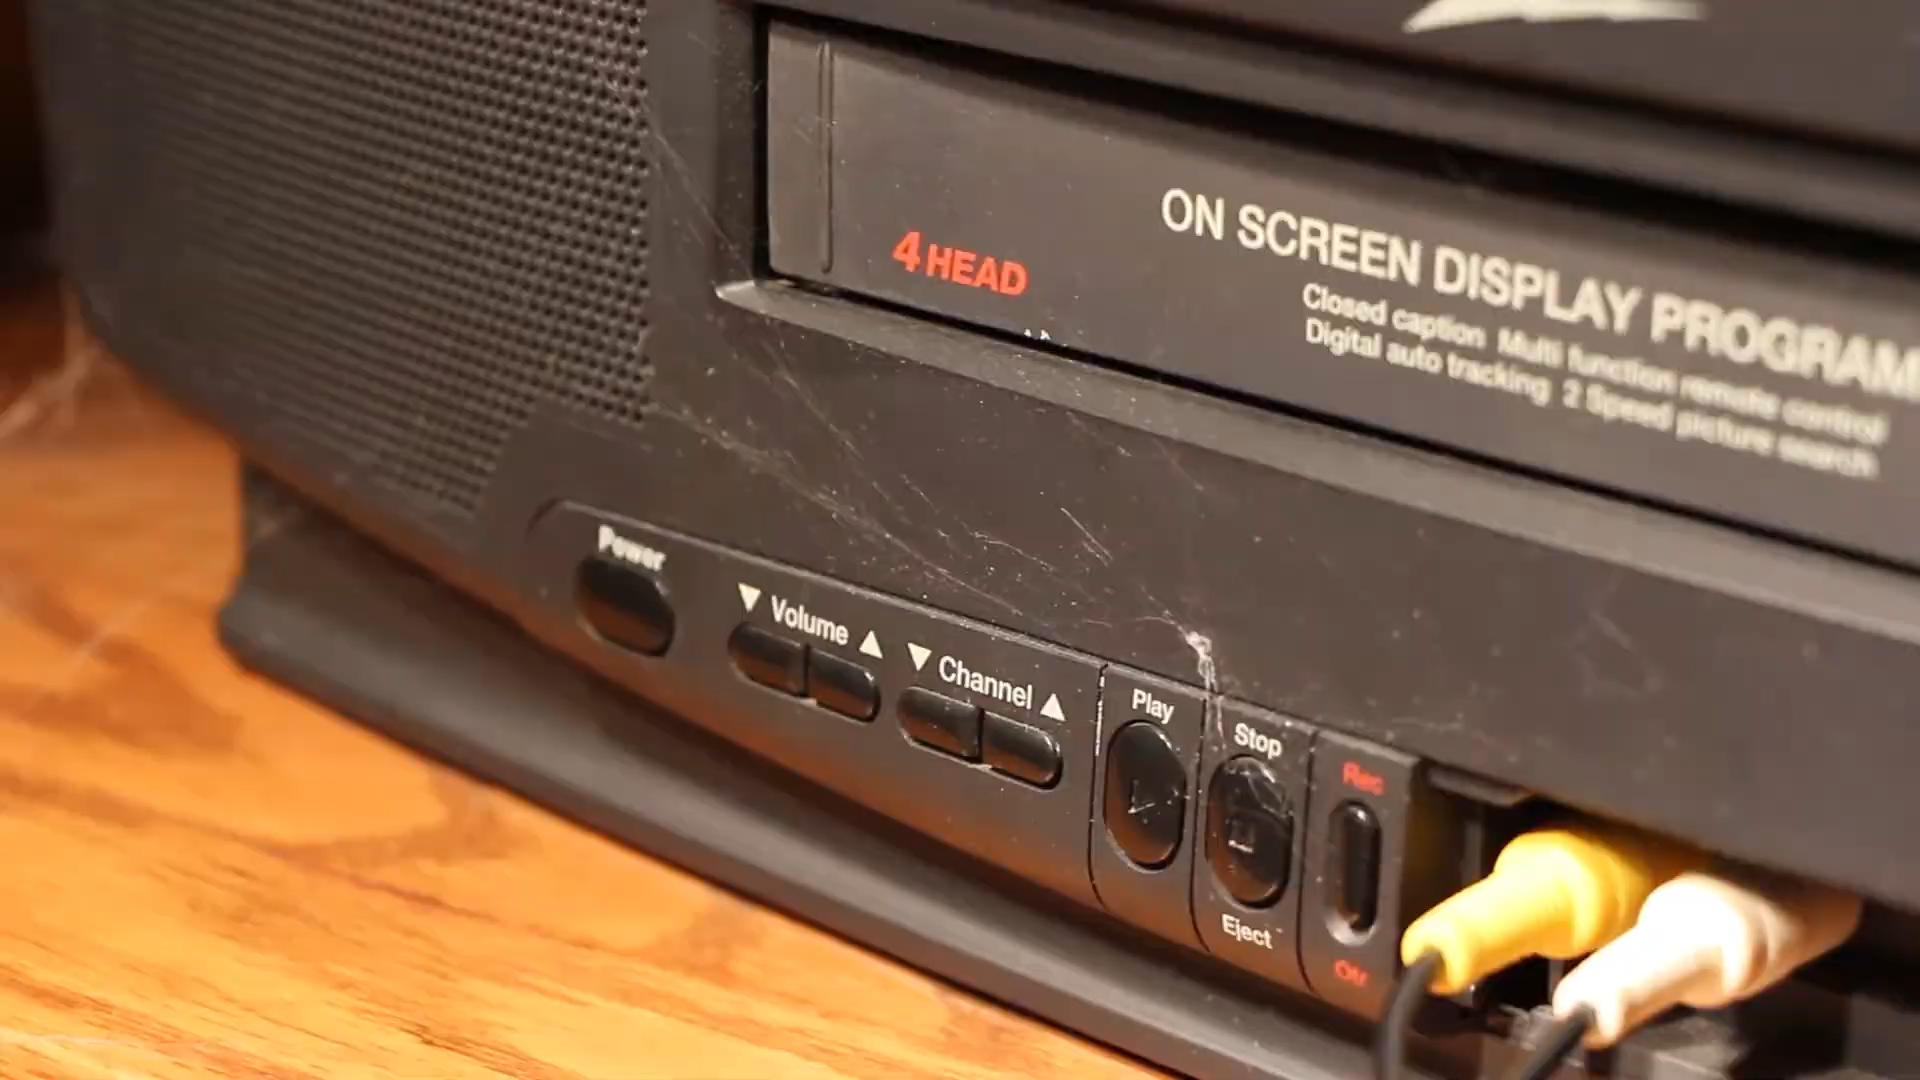 4 HEAD
ON SCREEN DISPLAY PROGRAM
Closed caption Multi function remote control
Digital auto tracking 2 Speed picture search
Power
▼ Volume ▲
▼ Channel ▲
Play
Stop
Eject
Rec